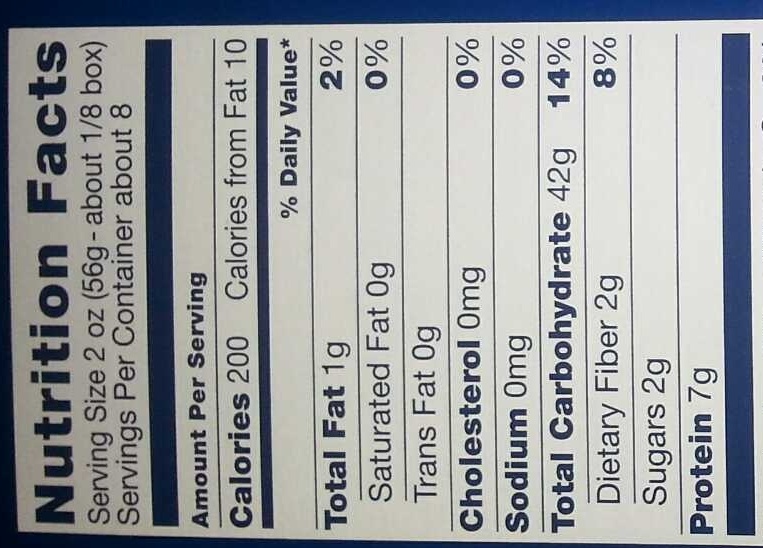 Nutrition Facts
Serving Size 2 oz (56g - about 1/8 box)
Servings Per Container about 8
Amount Per Serving
Calories 200 Calories from Fat 10
% Daily Value*
Total Fat 1g 2%
Saturated Fat 0g 0%
Trans Fat 0g
Cholesterol 0mg 0%
Sodium 0mg 0%
Total Carbohydrate 42g 14%
Dietary Fiber 2g 8%
Sugars 2g
Protein 7g